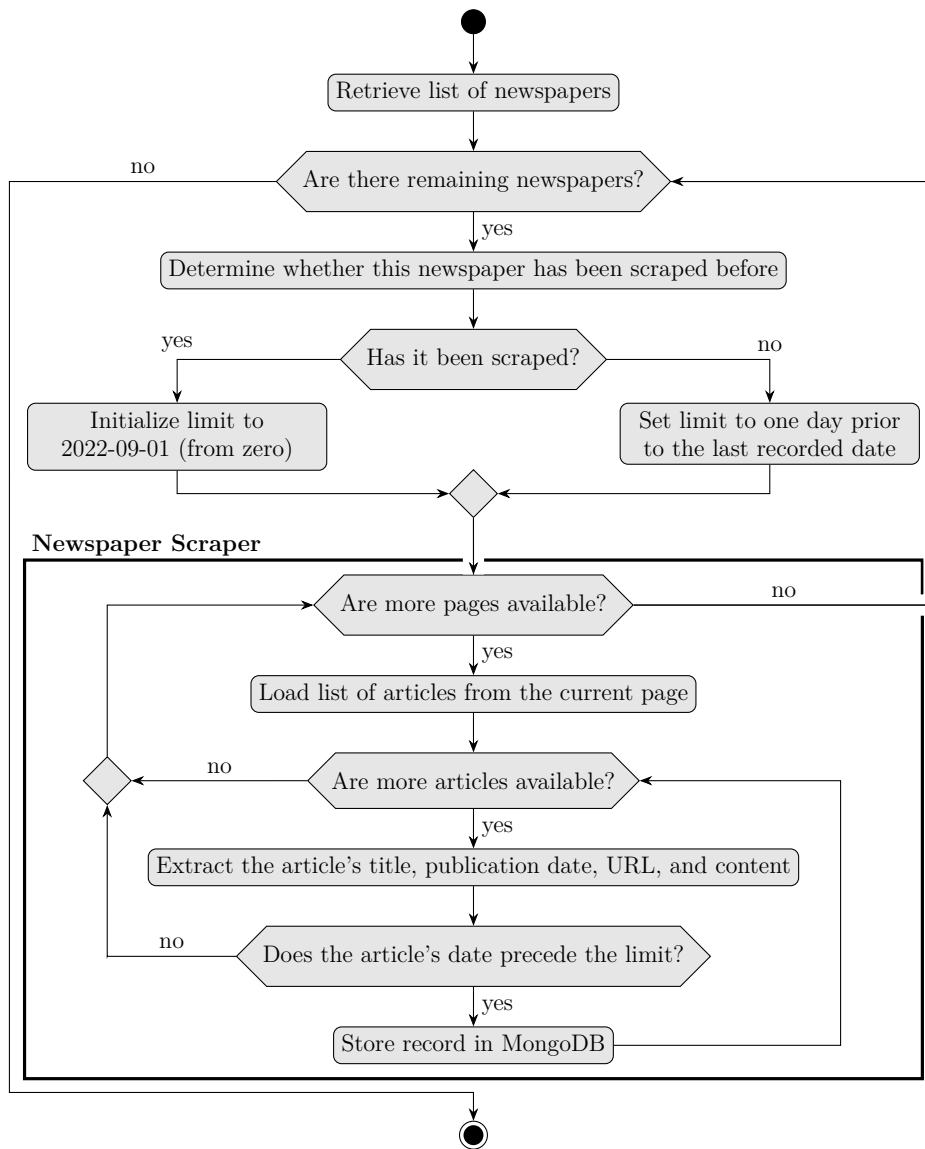 Retrieve list of newspapers
no
Are there remaining newspapers?
yes
Determine whether this newspaper has been scraped before
yes
Has it been scraped?
no
Initialize limit to
2022-09-01 (from zero)
Set limit to one day prior
to the last recorded date
Newspaper Scraper
Are more pages available?
no
yes
Load list of articles from the current page
no
Are more articles available?
yes
Extract the article's title, publication date, URL, and content
no
Does the article's date precede the limit?
yes
Store record in MongoDB